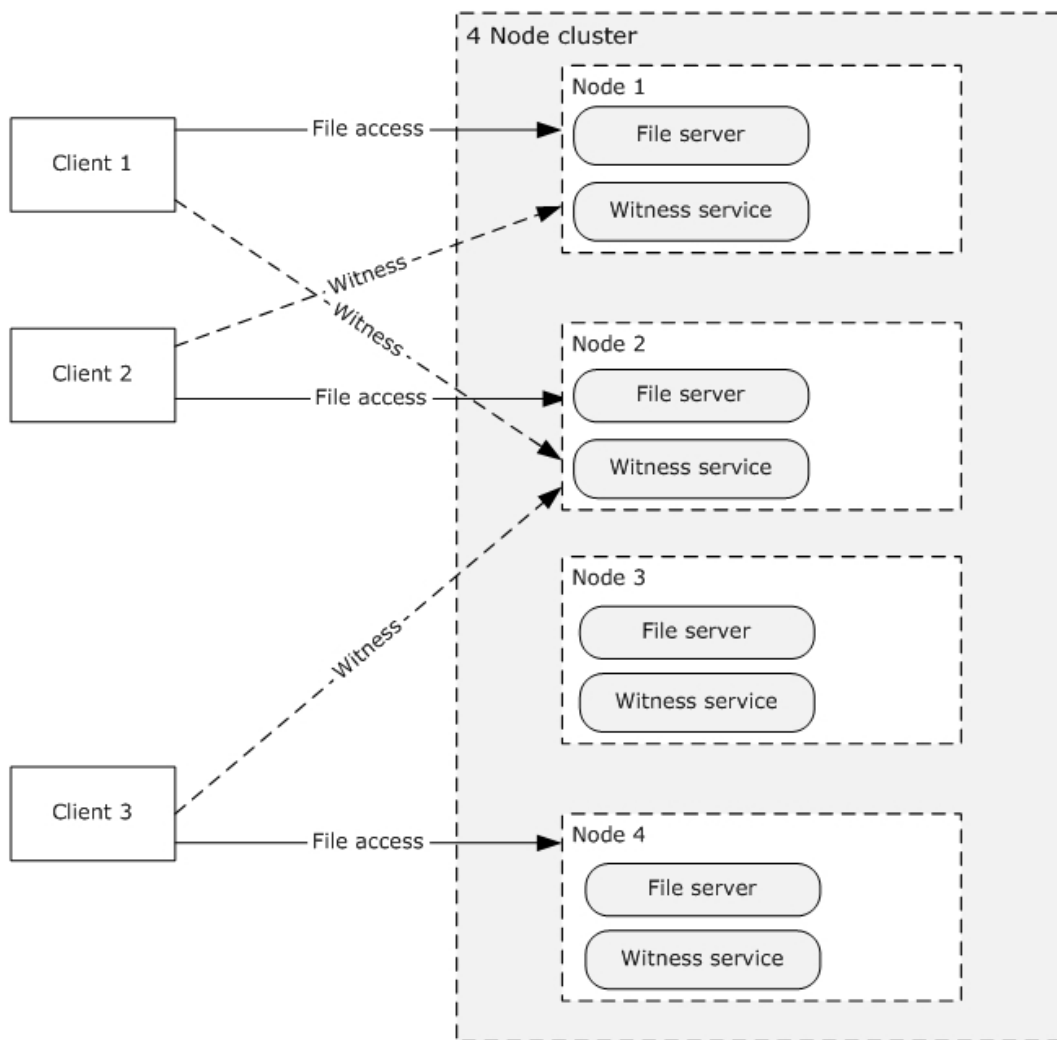 4 Node cluster
Node 1
Client 1
File access
File server
Witness service
Witness
Witness
Client 2
Node 2
File access
File server
Witness service
Node 3
File server
Witness
Witness service
Client 3
File access
Node 4
File server
Witness service